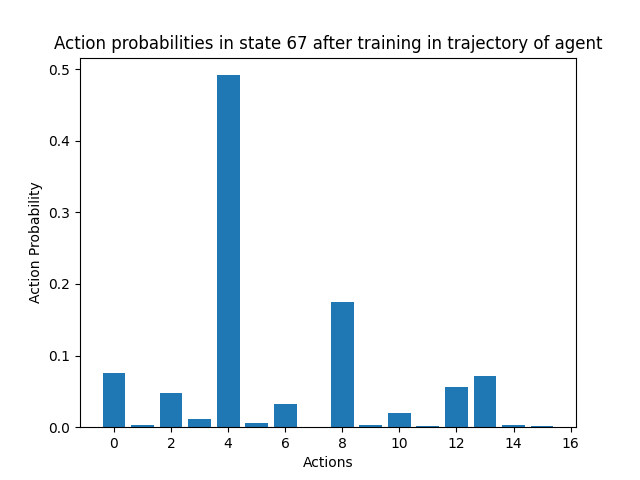 Action probabilities in state 67 after training in trajectory of agent
0.5
0.4
0.3
0.2
0.1
0.0
Action Probability
0 2 4 6 8 10 12 14 16
Actions